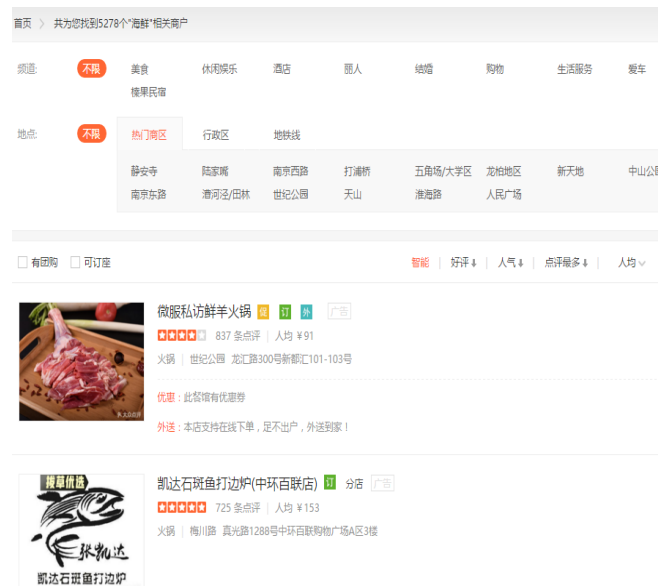 首页 > 共为您找到5278个"海鲜"相关商户
频道: 不限 美食 休闲娱乐 酒店 丽人 结婚 购物 生活服务 爱车
榛果民宿
地点: 不限 热门商区 行政区 地铁线
静安寺 陆家嘴 南京西路 打浦桥 五角场/大学区 龙柏地区 新天地 中山公
南京东路 漕河泾/田林 世纪公园 天山 淮海路 人民广场
有团购 可订座 智能 好评 人气 点评最多 人均
微服私访鲜羊火锅 促 订 外 广告
837 条点评 | 人均 ¥91
火锅 | 世纪公园 龙汇路300号新都汇101-103号
优惠：此餐馆有优惠券
外送：本店支持在线下单，足不出户，外送到家！
大众点评
凯达石斑鱼打边炉(中环百联店) 订 分店 广告
725 条点评 | 人均 ¥153
火锅 | 梅川路 真光路1288号中环百联购物广场A区3楼
拔草优选
张凯达
凯达石斑鱼打边炉